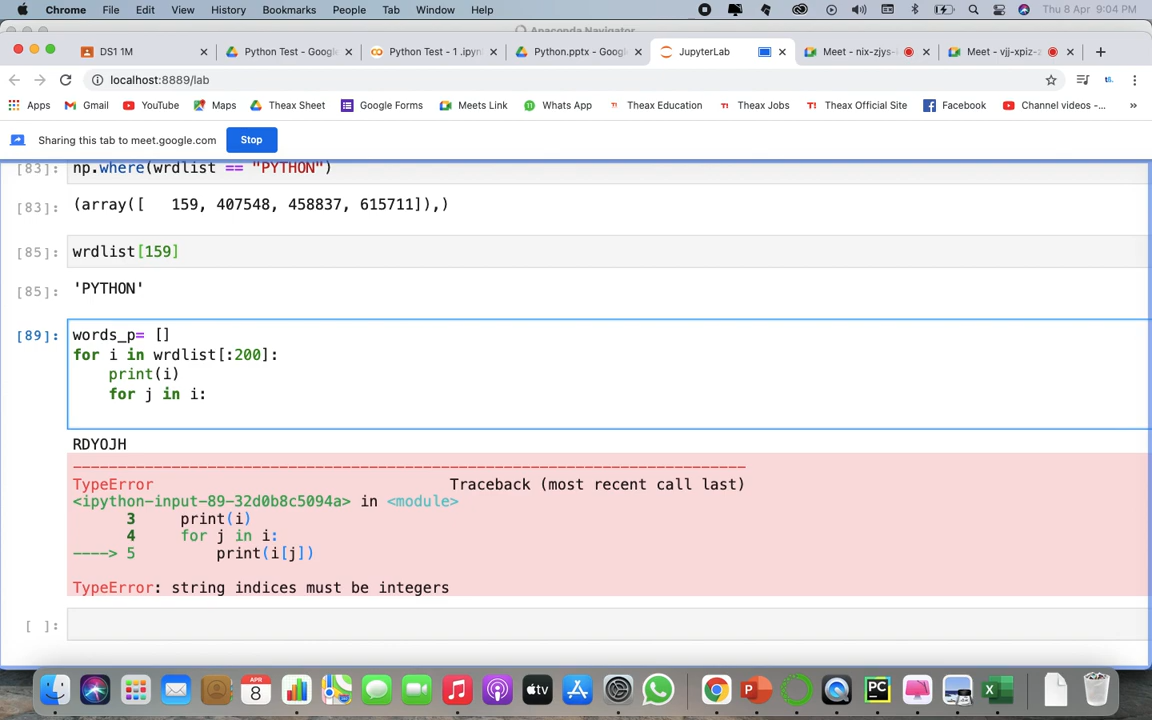 Chrome File Edit View History Bookmarks People Tab Window Help Thu 8 Apr 9:04 PM
Anaconda Navigator
DS1 1M Python Test - Googl Python Test - 1 .ipyn Python.pptx - Googl JupyterLab Meet - nix-zjys- Meet - vjj-xpiz-z
localhost:8889/lab
Apps Gmail YouTube Maps Theax Sheet Google Forms Meets Link Whats App Theax Education Theax Jobs Theax Official Site Facebook Channel videos -... »
Sharing this tab to meet.google.com Stop
[83]: np.where(wrdlist == "PYTHON")
[83]: (array([   159, 407548, 458837, 615711]),)
[85]: wrdlist[159]
[85]: 'PYTHON'
[89]: words_p= []
for i in wrdlist[:200]:
    print(i)
    for j in i:
RDYOJH
---------------------------------------------------------------------------
TypeError                                 Traceback (most recent call last)
<ipython-input-89-32d0b8c5094a> in <module>
      3     print(i)
      4     for j in i:
----> 5         print(i[j])
TypeError: string indices must be integers
[ ]:
APR
8
tv
P
PC
X